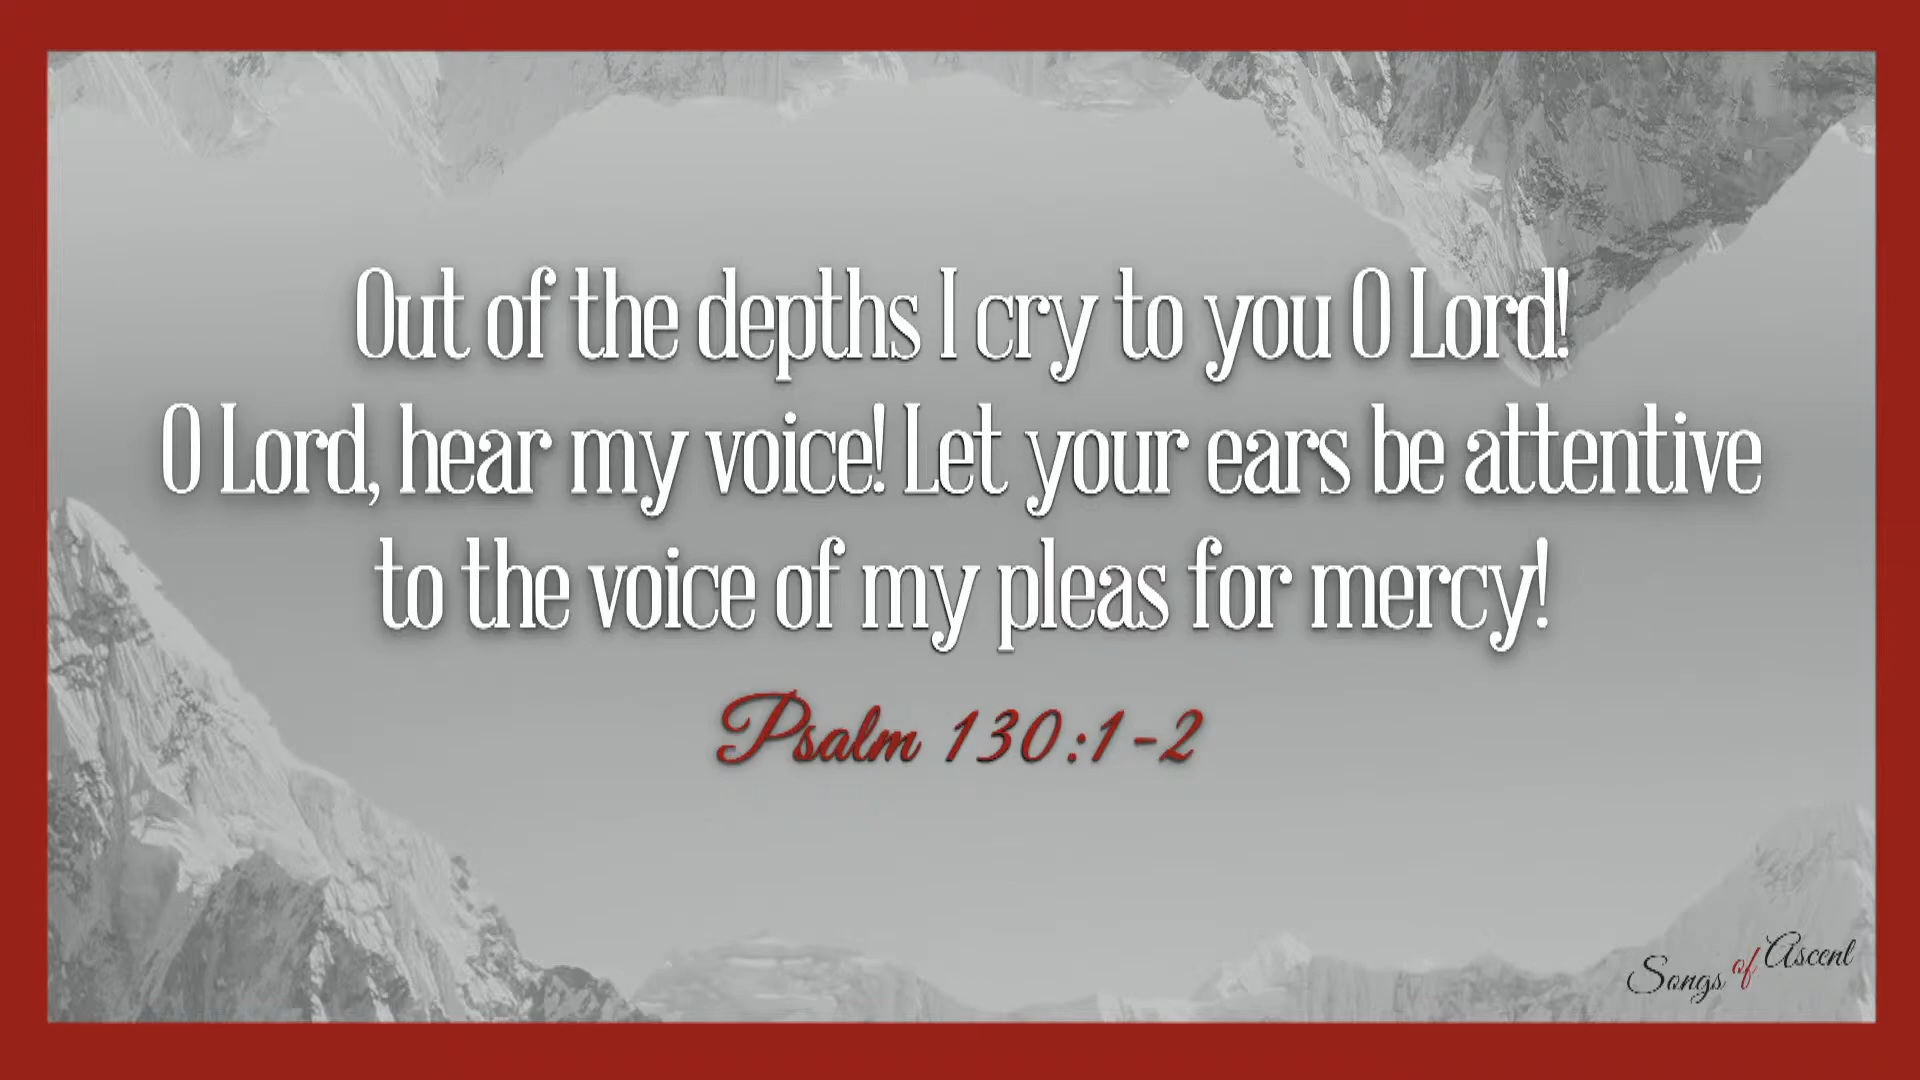 Out of the depths I cry to you O Lord!
O Lord, hear my voice! Let your ears be attentive
to the voice of my pleas for mercy!
Psalm 130:1-2
Songs of Ascent